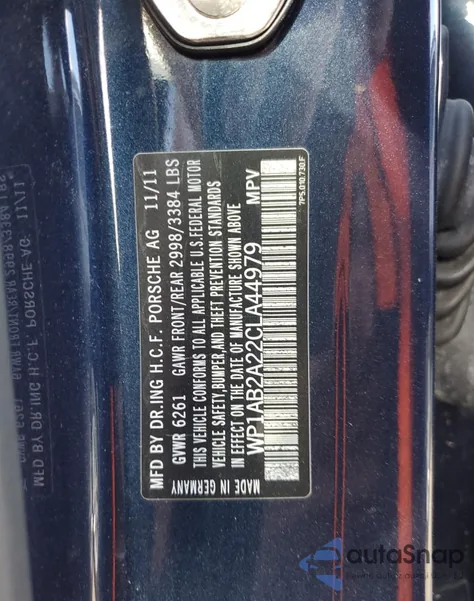 MFD BY DR.ING H.C.F. PORSCHE AG 11/11
GVWR 6261 GAWR FRONT/REAR 2998/3384 LBS
THIS VEHICLE CONFORMS TO ALL APPLICABLE U.S.FEDERAL MOTOR
VEHICLE SAFETY,BUMPER,AND THEFT PREVENTION STANDARDS
IN EFFECT ON THE DATE OF MANUFACTURE SHOWN ABOVE
WP1AB2A22CLA44979 MPV
MADE IN GERMANY
7P5.010.730.F
autoSnap